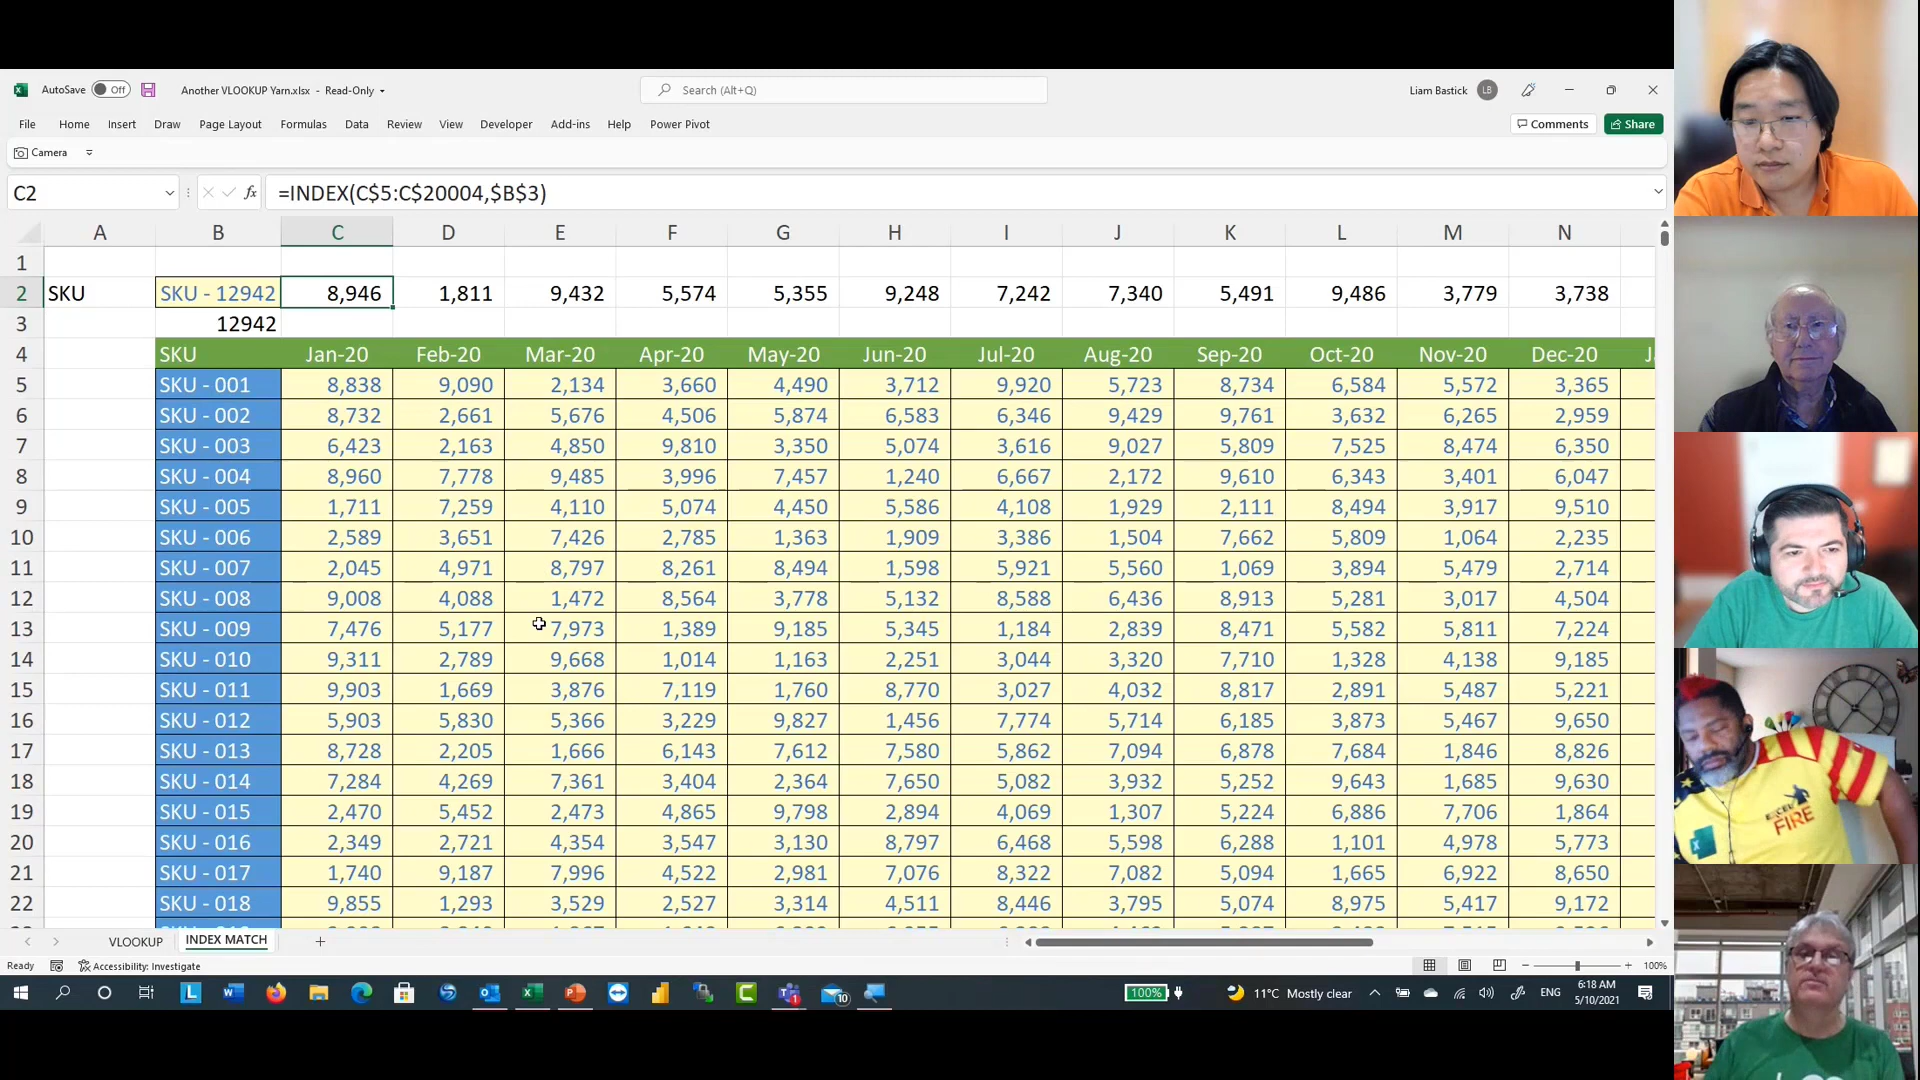 AutoSave Off Another VLOOKUP Yarn.xlsx - Read-Only Search (Alt+Q) Liam Bastick LB
File Home Insert Draw Page Layout Formulas Data Review View Developer Add-ins Help Power Pivot Comments Share
Camera
C2 fx =INDEX(C$5:C$20004,$B$3)
A B C D E F G H I J K L M N
1
2 SKU SKU - 12942 8,946 1,811 9,432 5,574 5,355 9,248 7,242 7,340 5,491 9,486 3,779 3,738
3 12942
4 SKU Jan-20 Feb-20 Mar-20 Apr-20 May-20 Jun-20 Jul-20 Aug-20 Sep-20 Oct-20 Nov-20 Dec-20
5 SKU - 001 8,838 9,090 2,134 3,660 4,490 3,712 9,920 5,723 8,734 6,584 5,572 3,365
6 SKU - 002 8,732 2,661 5,676 4,506 5,874 6,583 6,346 9,429 9,761 3,632 6,265 2,959
7 SKU - 003 6,423 2,163 4,850 9,810 3,350 5,074 3,616 9,027 5,809 7,525 8,474 6,350
8 SKU - 004 8,960 7,778 9,485 3,996 7,457 1,240 6,667 2,172 9,610 6,343 3,401 6,047
9 SKU - 005 1,711 7,259 4,110 5,074 4,450 5,586 4,108 1,929 2,111 8,494 3,917 9,510
10 SKU - 006 2,589 3,651 7,426 2,785 1,363 1,909 3,386 1,504 7,662 5,809 1,064 2,235
11 SKU - 007 2,045 4,971 8,797 8,261 8,494 1,598 5,921 5,560 1,069 3,894 5,479 2,714
12 SKU - 008 9,008 4,088 1,472 8,564 3,778 5,132 8,588 6,436 8,913 5,281 3,017 4,504
13 SKU - 009 7,476 5,177 7,973 1,389 9,185 5,345 1,184 2,839 8,471 5,582 5,811 7,224
14 SKU - 010 9,311 2,789 9,668 1,014 1,163 2,251 3,044 3,320 7,710 1,328 4,138 9,185
15 SKU - 011 9,903 1,669 3,876 7,119 1,760 8,770 3,027 4,032 8,817 2,891 5,487 5,221
16 SKU - 012 5,903 5,830 5,366 3,229 9,827 1,456 7,774 5,714 6,185 3,873 5,467 9,650
17 SKU - 013 8,728 2,205 1,666 6,143 7,612 7,580 5,862 7,094 6,878 7,684 1,846 8,826
18 SKU - 014 7,284 4,269 7,361 3,404 2,364 7,650 5,082 3,932 5,252 9,643 1,685 9,630
19 SKU - 015 2,470 5,452 2,473 4,865 9,798 2,894 4,069 1,307 5,224 6,886 7,706 1,864
20 SKU - 016 2,349 2,721 4,354 3,547 3,130 8,797 6,468 5,598 6,288 1,101 4,978 5,773
21 SKU - 017 1,740 9,187 7,996 4,522 2,981 7,076 8,322 7,082 5,094 1,665 6,922 8,650
22 SKU - 018 9,855 1,293 3,529 2,527 3,314 4,511 8,446 3,795 5,074 8,975 5,417 9,172
VLOOKUP INDEX MATCH
Ready Accessibility: Investigate 100%
100% 11°C Mostly clear ENG 6:18 AM
5/10/2021
EXCEL
FIRE